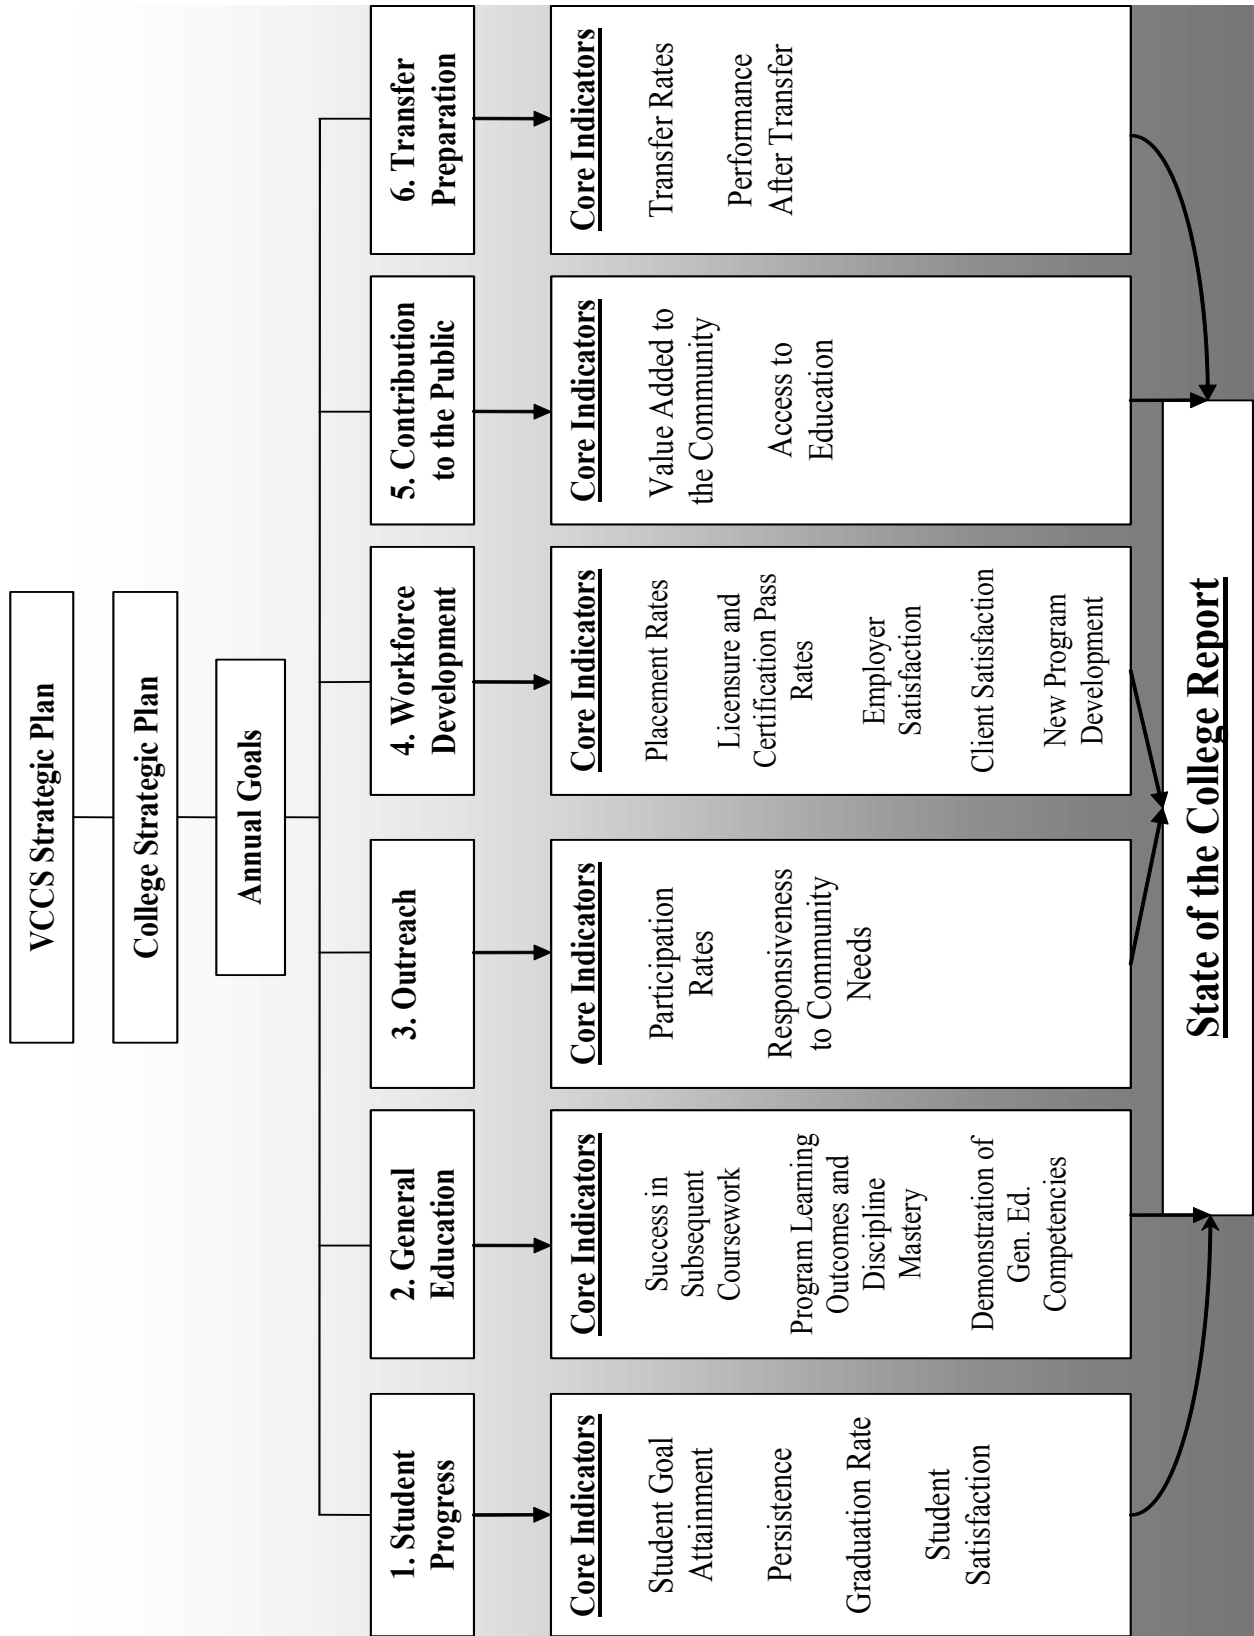 VCCS Strategic Plan
College Strategic Plan
Annual Goals
1. Student
Progress
2. General
Education
3. Outreach
4. Workforce
Development
5. Contribution
to the Public
6. Transfer
Preparation
Core Indicators
Student Goal
Attainment
Persistence
Graduation Rate
Student
Satisfaction
Core Indicators
Success in
Subsequent
Coursework
Program Learning
Outcomes and
Discipline
Mastery
Demonstration of
Gen. Ed.
Competencies
Core Indicators
Participation
Rates
Responsiveness
to Community
Needs
Core Indicators
Placement Rates
Licensure and
Certification Pass
Rates
Employer
Satisfaction
Client Satisfaction
New Program
Development
Core Indicators
Value Added to
the Community
Access to
Education
Core Indicators
Transfer Rates
Performance
After Transfer
State of the College Report